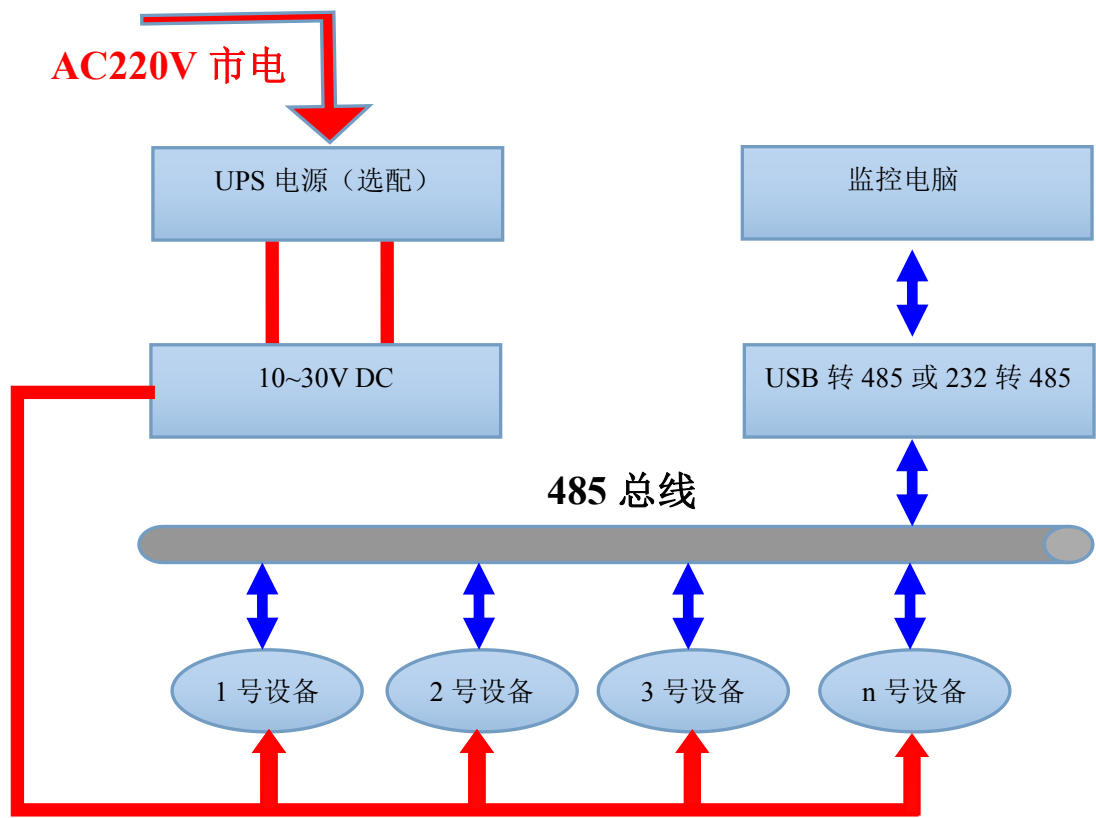 AC220V 市电
UPS 电源（选配）
监控电脑
10~30V DC
USB 转 485 或 232 转 485
485 总线
1 号设备
2 号设备
3 号设备
n 号设备